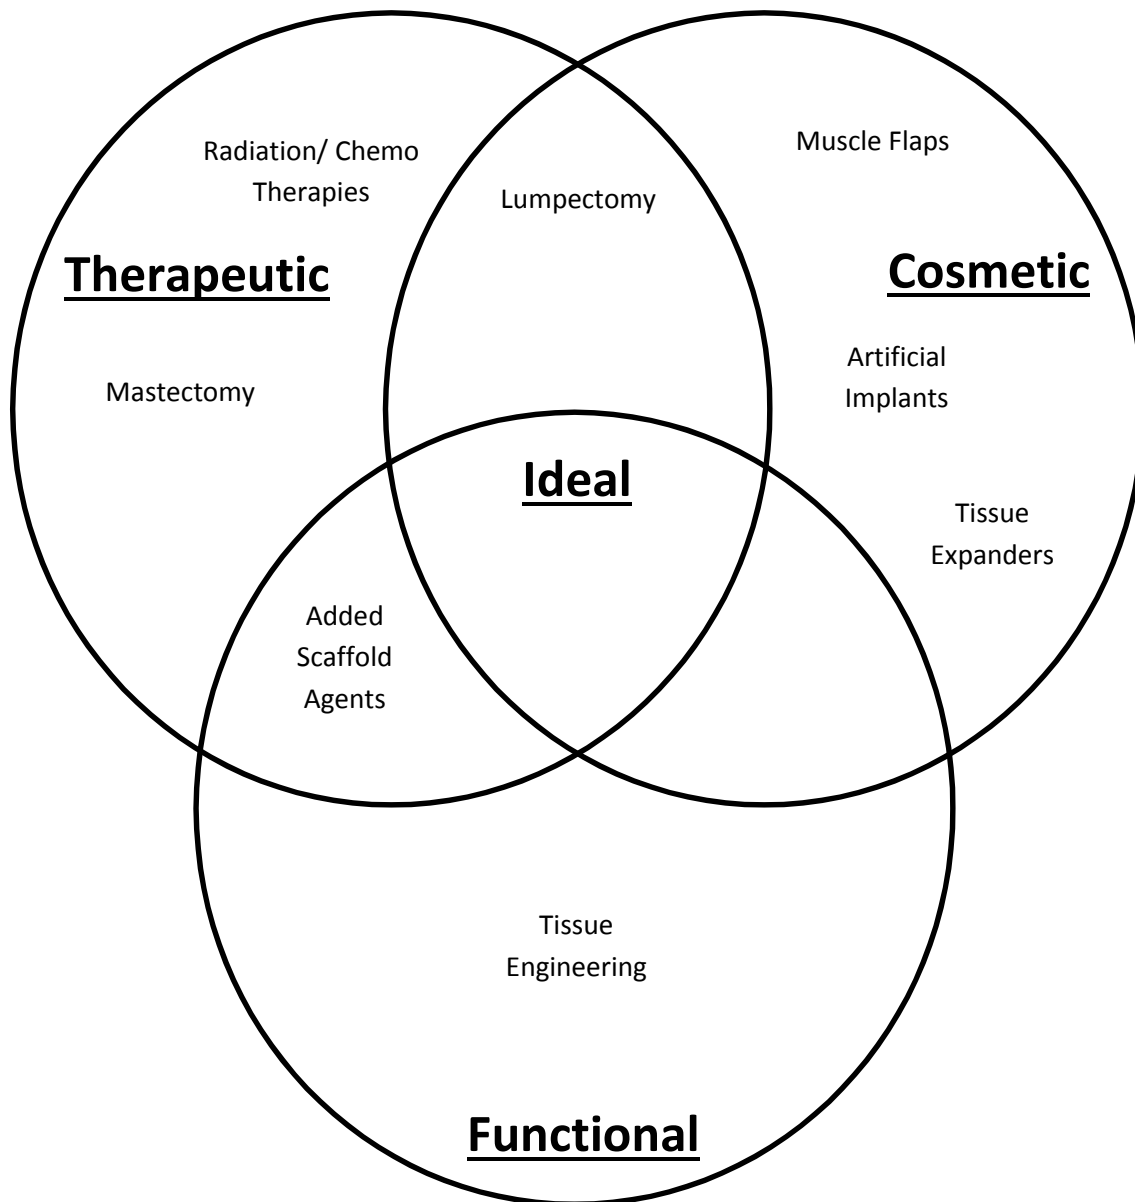 Radiation/ Chemo
Therapies
Muscle Flaps
Lumpectomy
Therapeutic
Cosmetic
Artificial
Implants
Mastectomy
Ideal
Tissue
Expanders
Added
Scaffold
Agents
Tissue
Engineering
Functional